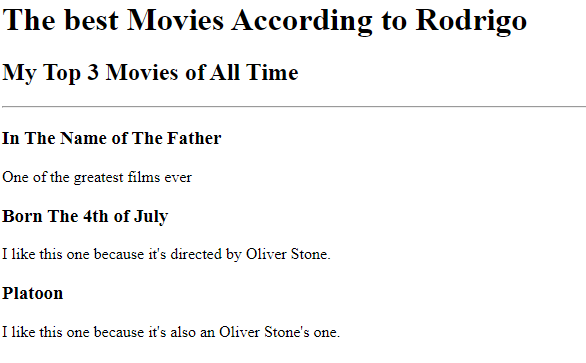 The best Movies According to Rodrigo
My Top 3 Movies of All Time
In The Name of The Father
One of the greatest films ever
Born The 4th of July
I like this one because it's directed by Oliver Stone.
Platoon
I like this one because it's also an Oliver Stone's one.